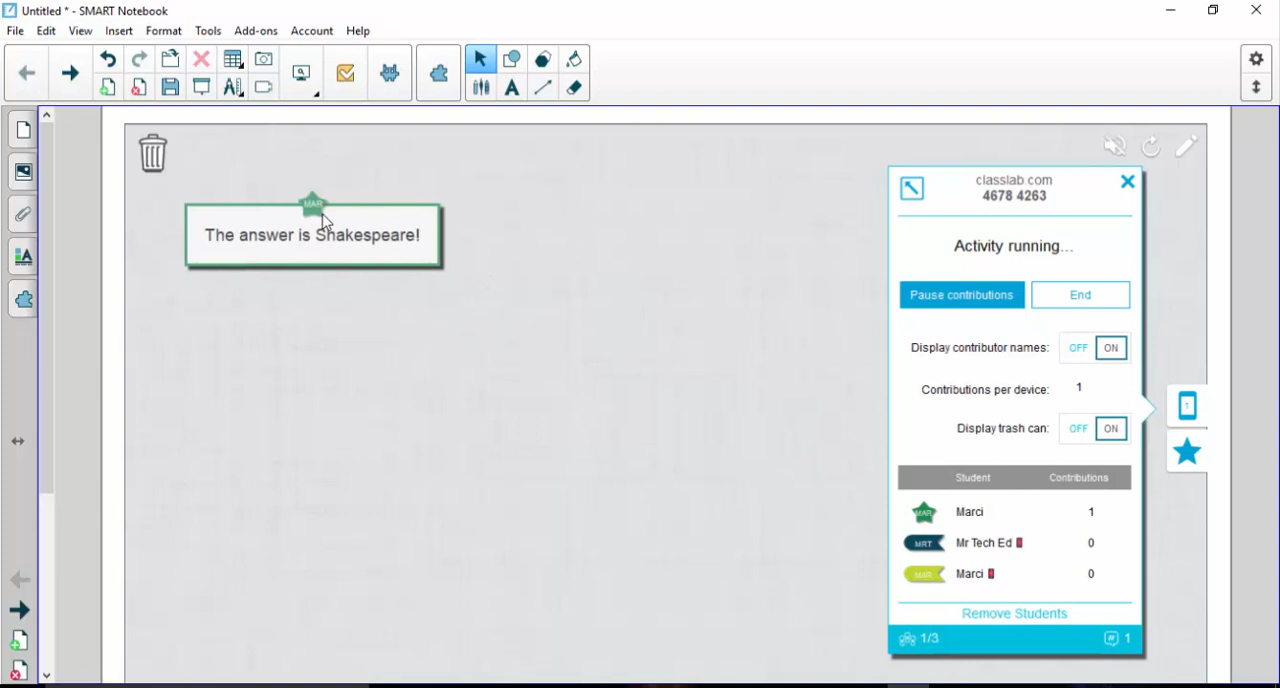 Untitled * - SMART Notebook
File Edit View Insert Format Tools Add-ons Account Help
MAR
The answer is Shakespeare!
classlab.com
4678 4263
Activity running...
Pause contributions End
Display contributor names: OFF ON
Contributions per device: 1
Display trash can: OFF ON
Student Contributions
MAR Marci 1
MRT Mr Tech Ed 0
MAR Marci 0
Remove Students
1/3 # 1
1